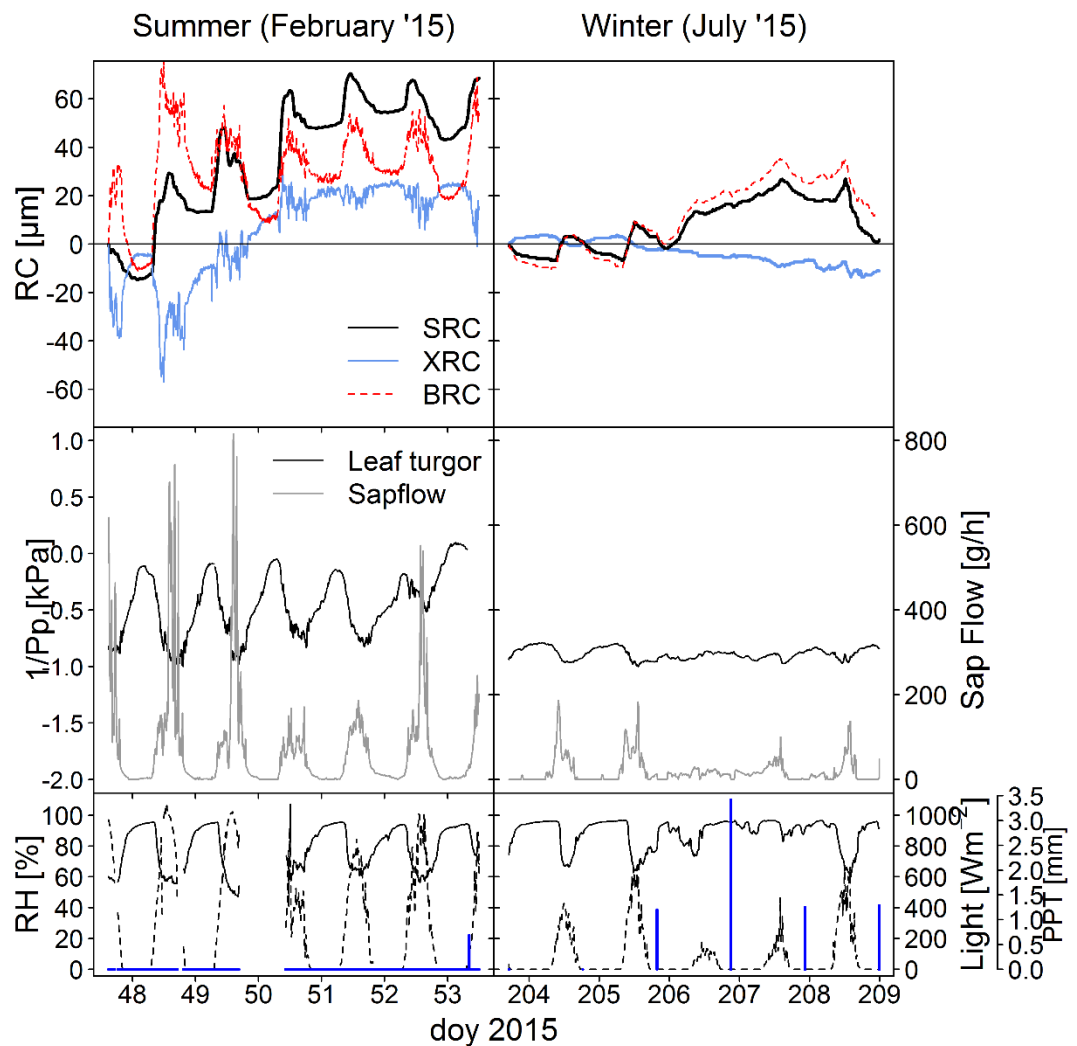 Summer (February '15) Winter (July '15)
RC [µm]
60
40
20
0
-20
-40
-60
SRC
XRC
BRC
1/Pp [kPa]
1.0
0.5
0.0
-0.5
-1.0
-1.5
-2.0
Leaf turgor
Sapflow
800
600
400
200
0
Sap Flow [g/h]
RH [%]
100
80
60
40
20
0
1000
800
600
400
200
0
Light [Wm⁻²]
3.5
3.0
2.5
2.0
1.5
1.0
0.5
0.0
PPT [mm]
48 49 50 51 52 53 204 205 206 207 208 209
doy 2015